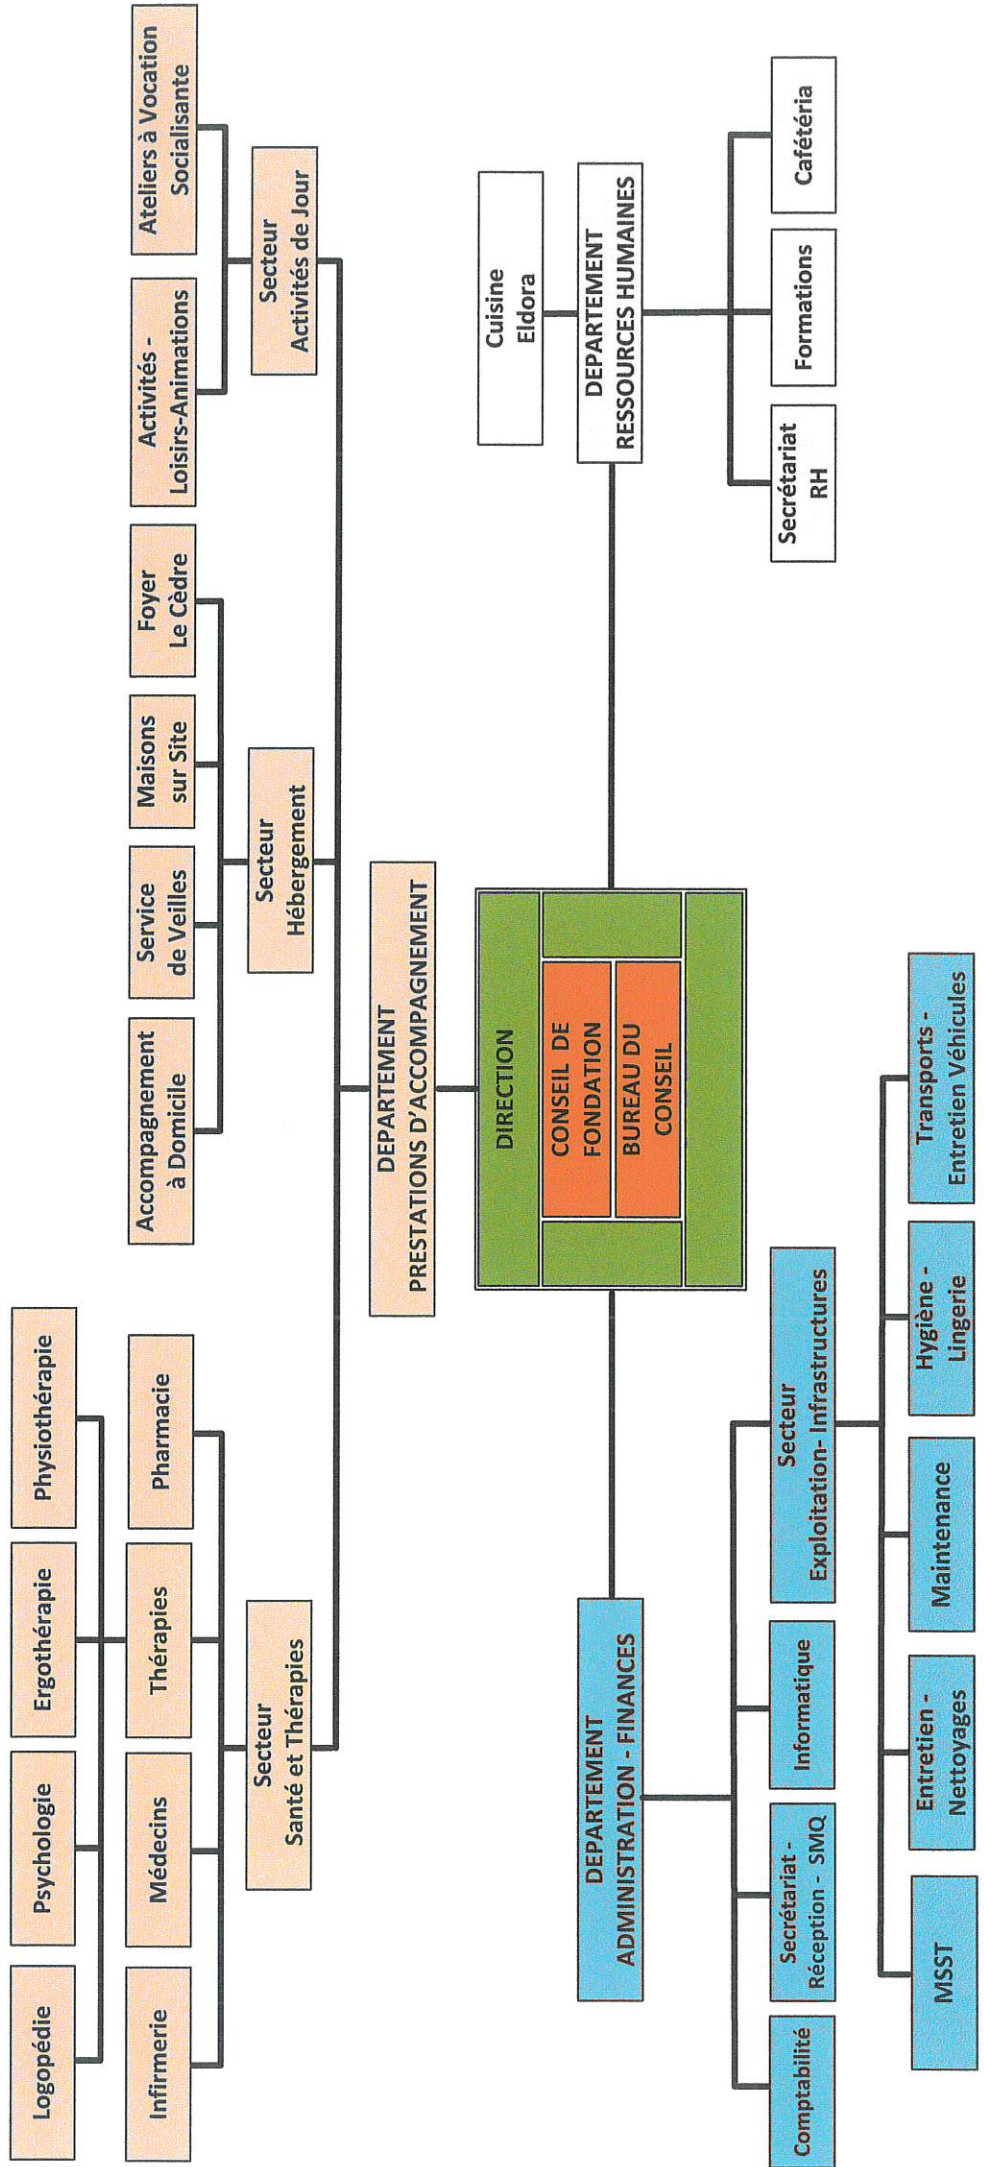 Logopédie
Psychologie
Ergothérapie
Physiothérapie
Infirmerie
Médecins
Thérapies
Pharmacie
Accompagnement
à Domicile
Service
de Veilles
Maisons
sur Site
Foyer
Le Cèdre
Activités -
Loisirs-Animations
Ateliers à Vocation
Socialisante
Secteur
Santé et Thérapies
Secteur
Hébergement
Secteur
Activités de Jour
DEPARTEMENT
PRESTATIONS D'ACCOMPAGNEMENT
Cuisine
Eldora
DIRECTION
CONSEIL DE
FONDATION
BUREAU DU
CONSEIL
DEPARTEMENT
ADMINISTRATION - FINANCES
DEPARTEMENT
RESSOURCES HUMAINES
Comptabilité
Secrétariat -
Réception - SMQ
Informatique
Secteur
Exploitation- Infrastructures
Secrétariat
RH
Formations
Cafétéria
MSST
Entretien -
Nettoyages
Maintenance
Hygiène -
Lingerie
Transports -
Entretien Véhicules